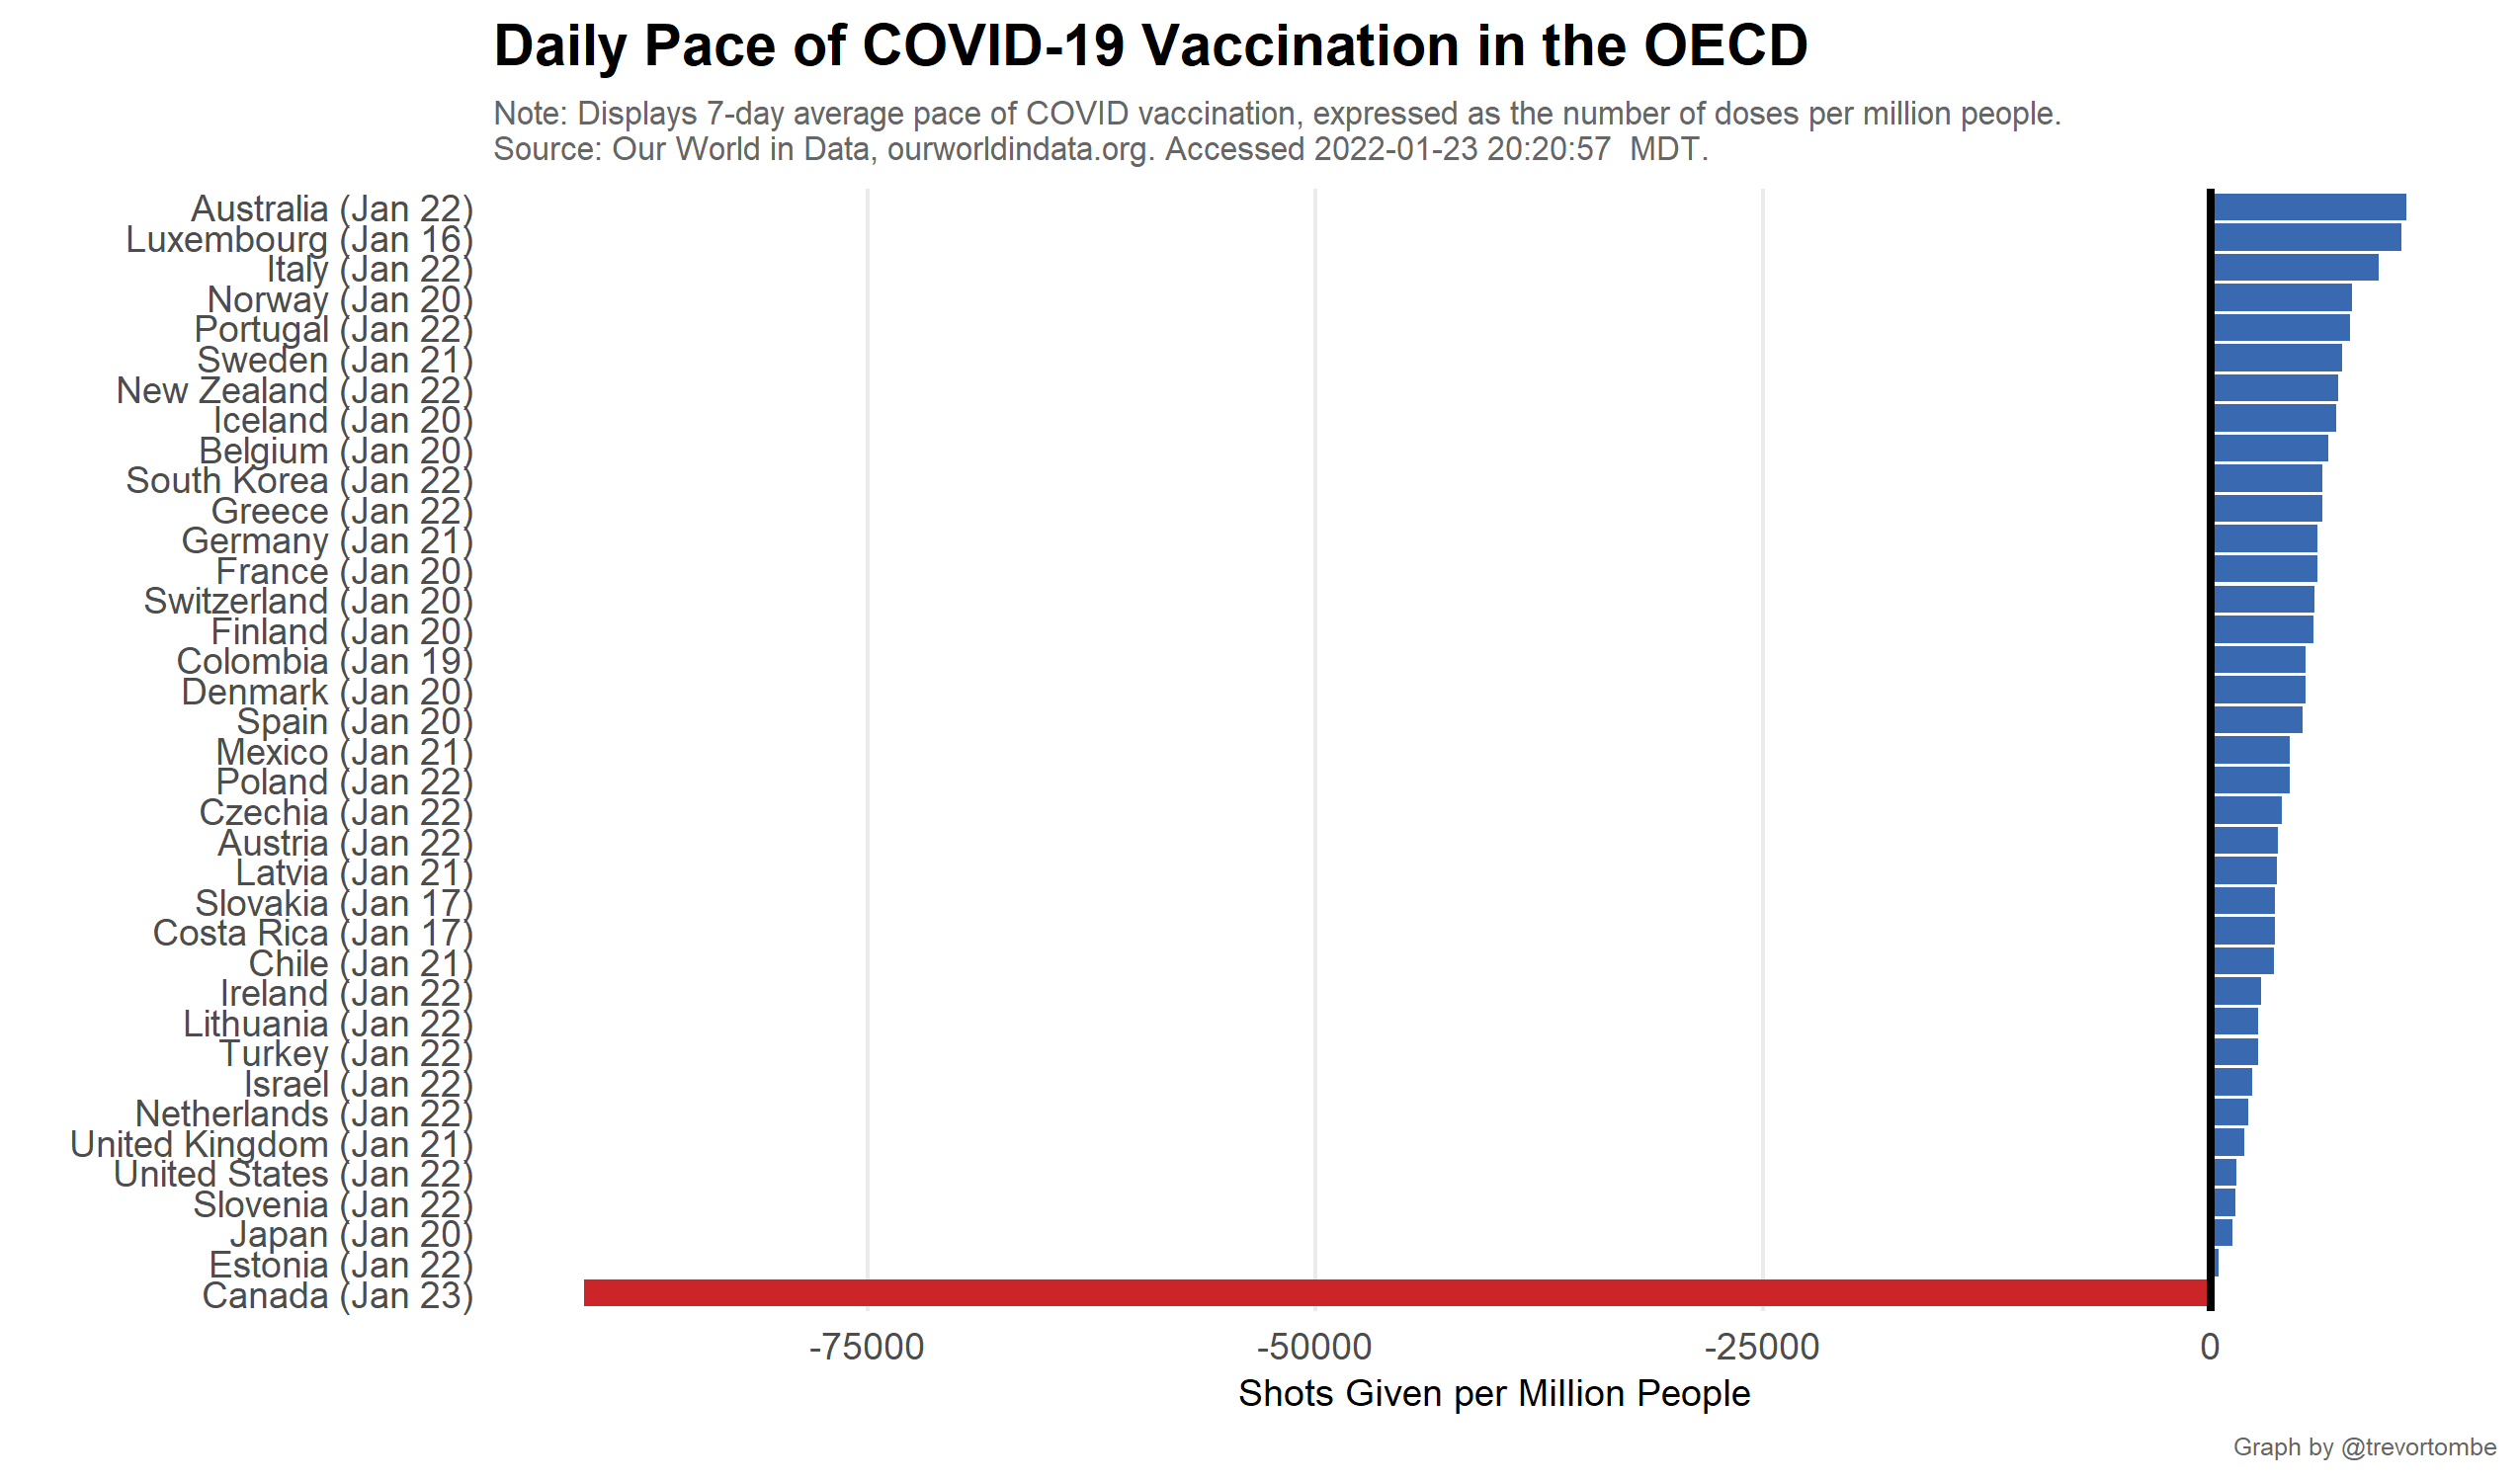 Daily Pace of COVID-19 Vaccination in the OECD
Note: Displays 7-day average pace of COVID vaccination, expressed as the number of doses per million people.
Source: Our World in Data, ourworldindata.org. Accessed 2022-01-23 20:20:57  MDT.
Australia (Jan 22)
Luxembourg (Jan 16)
Italy (Jan 22)
Norway (Jan 20)
Portugal (Jan 22)
Sweden (Jan 21)
New Zealand (Jan 22)
Iceland (Jan 20)
Belgium (Jan 20)
South Korea (Jan 22)
Greece (Jan 22)
Germany (Jan 21)
France (Jan 20)
Switzerland (Jan 20)
Finland (Jan 20)
Colombia (Jan 19)
Denmark (Jan 20)
Spain (Jan 20)
Mexico (Jan 21)
Poland (Jan 22)
Czechia (Jan 22)
Austria (Jan 22)
Latvia (Jan 21)
Slovakia (Jan 17)
Costa Rica (Jan 17)
Chile (Jan 21)
Ireland (Jan 22)
Lithuania (Jan 22)
Turkey (Jan 22)
Israel (Jan 22)
Netherlands (Jan 22)
United Kingdom (Jan 21)
United States (Jan 22)
Slovenia (Jan 22)
Japan (Jan 20)
Estonia (Jan 22)
Canada (Jan 23)
-75000 -50000 -25000 0
Shots Given per Million People
Graph by @trevortombe